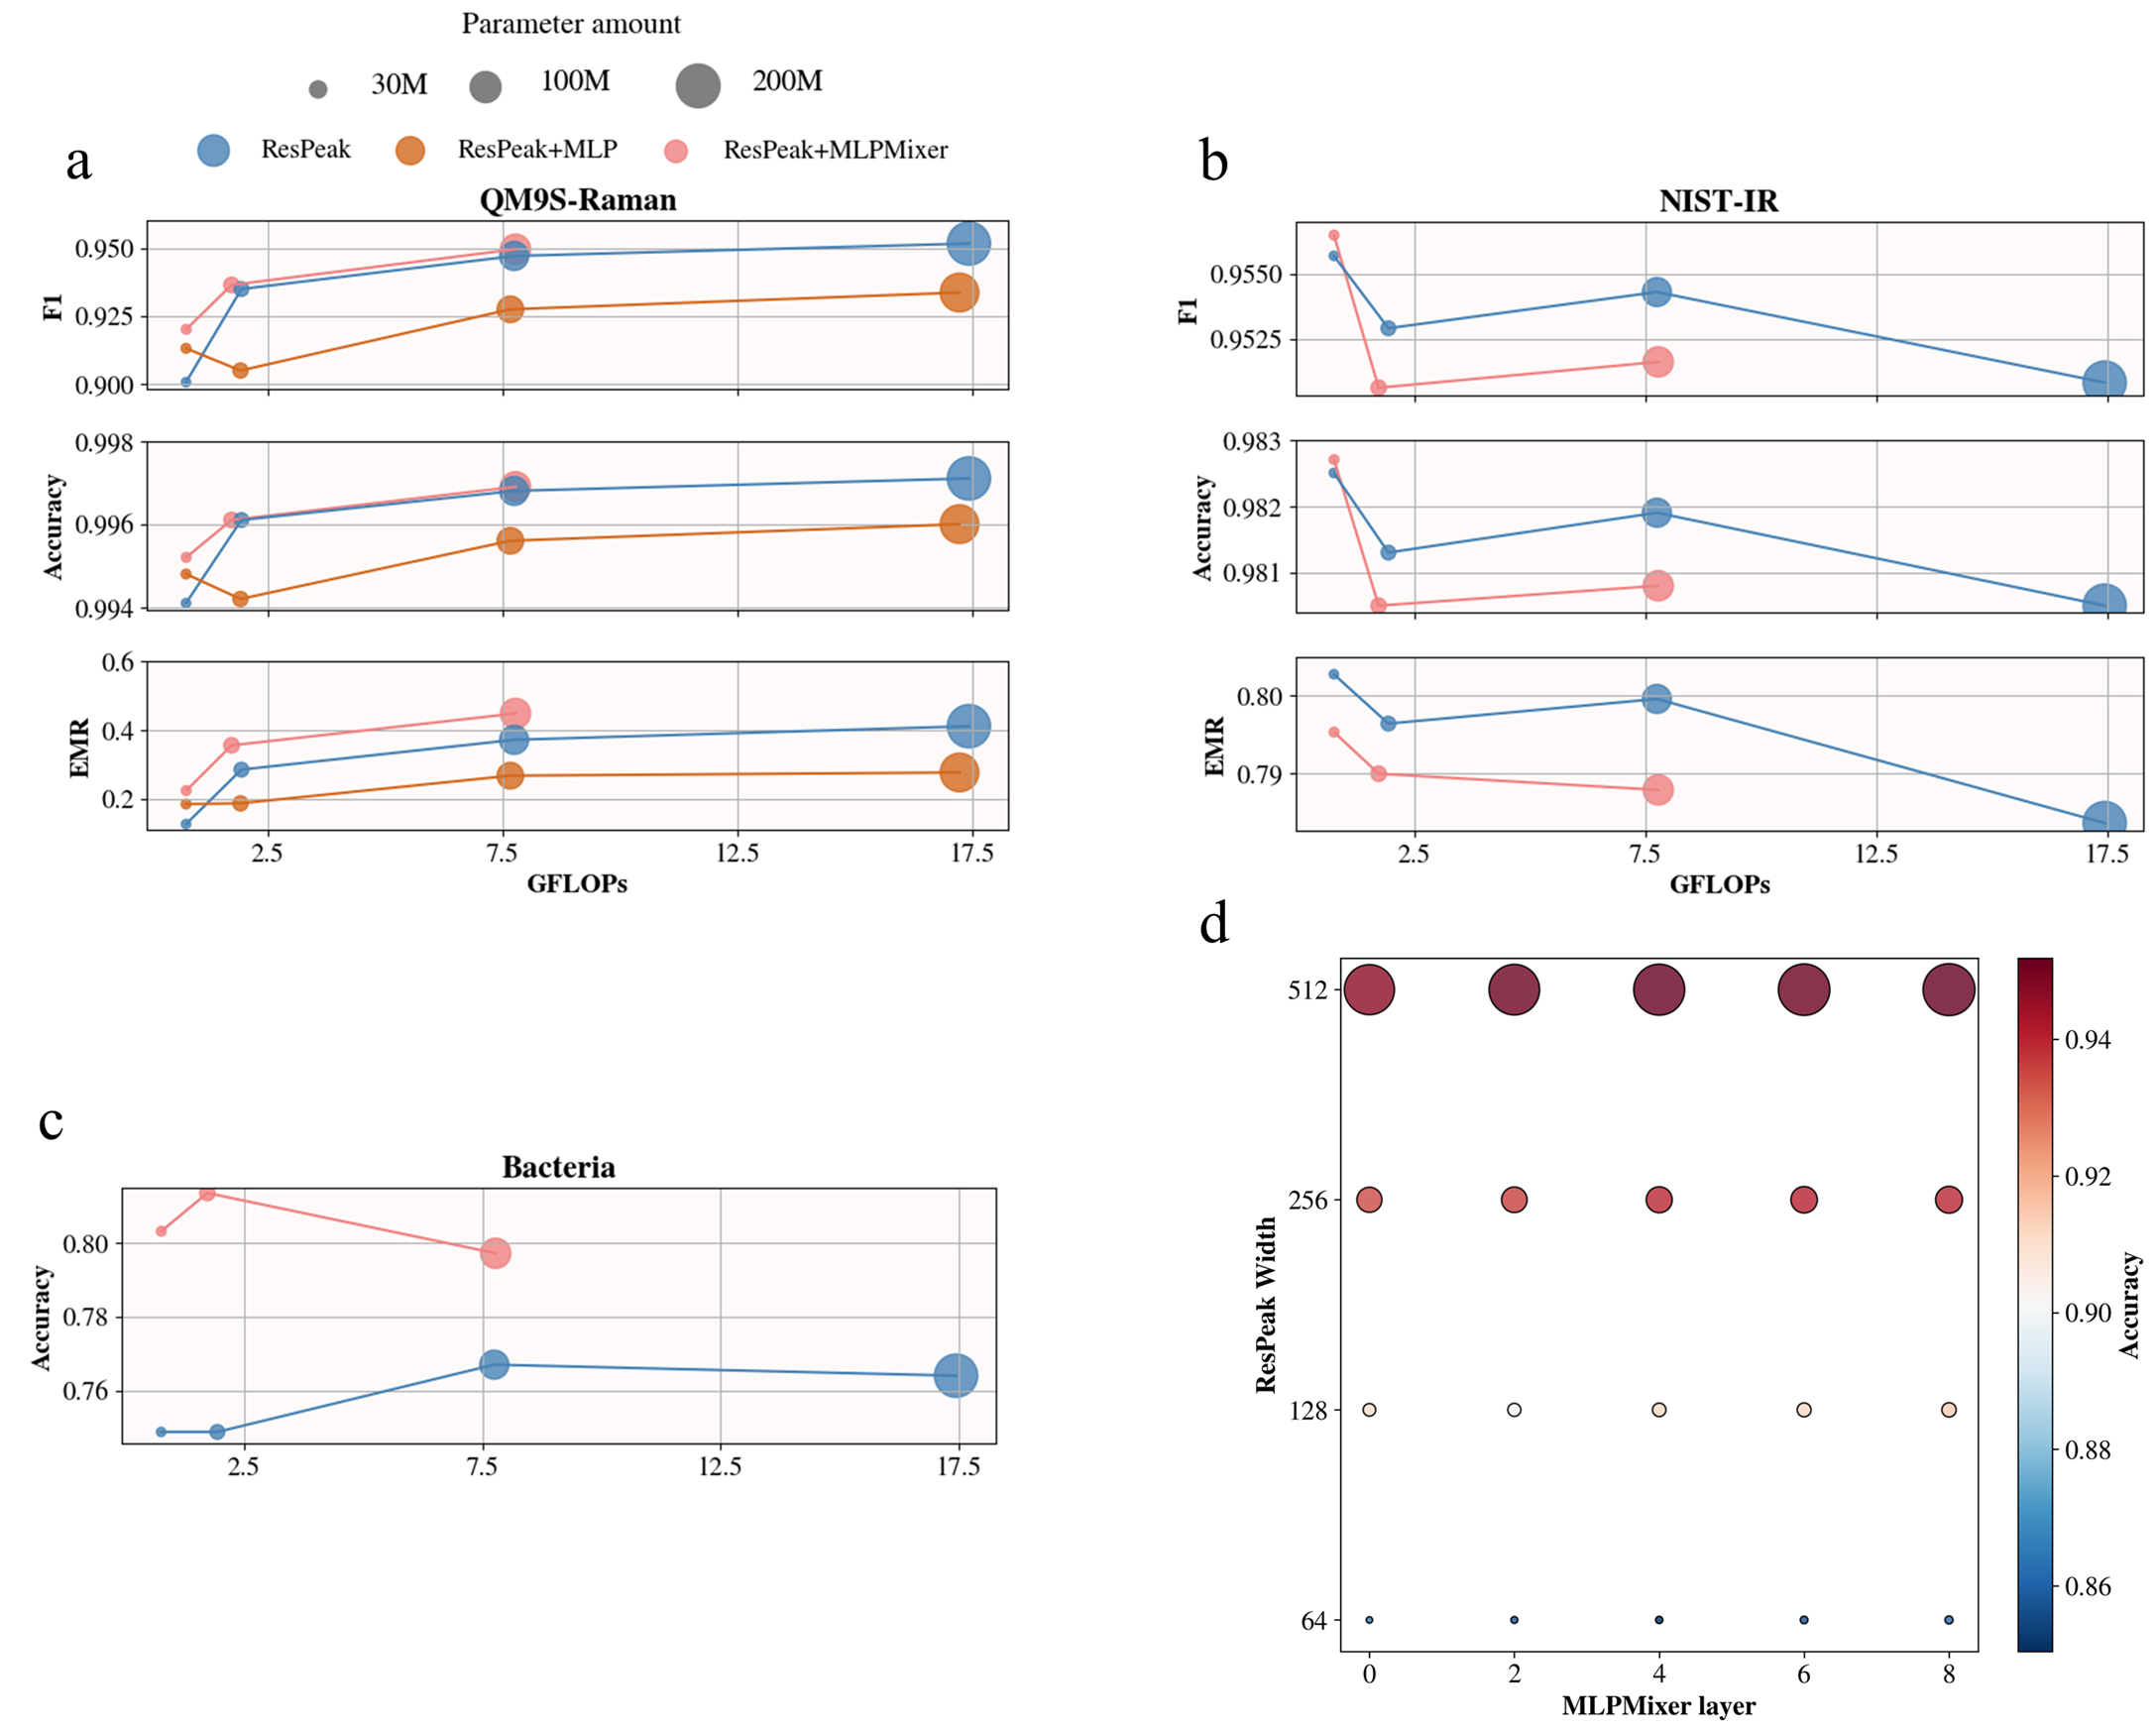 Parameter amount
30M 100M 200M
ResPeak ResPeak+MLP ResPeak+MLPMixer
a
QM9S-Raman
F1
0.950
0.925
0.900
Accuracy
0.998
0.996
0.994
EMR
0.6
0.4
0.2
2.5 7.5 12.5 17.5
GFLOPs
b
NIST-IR
F1
0.9550
0.9525
Accuracy
0.983
0.982
0.981
EMR
0.80
0.79
2.5 7.5 12.5 17.5
GFLOPs
c
Bacteria
Accuracy
0.80
0.78
0.76
2.5 7.5 12.5 17.5
d
ResPeak Width
512
256
128
64
0 2 4 6 8
MLPMixer layer
0.94
0.92
0.90
0.88
0.86
Accuracy